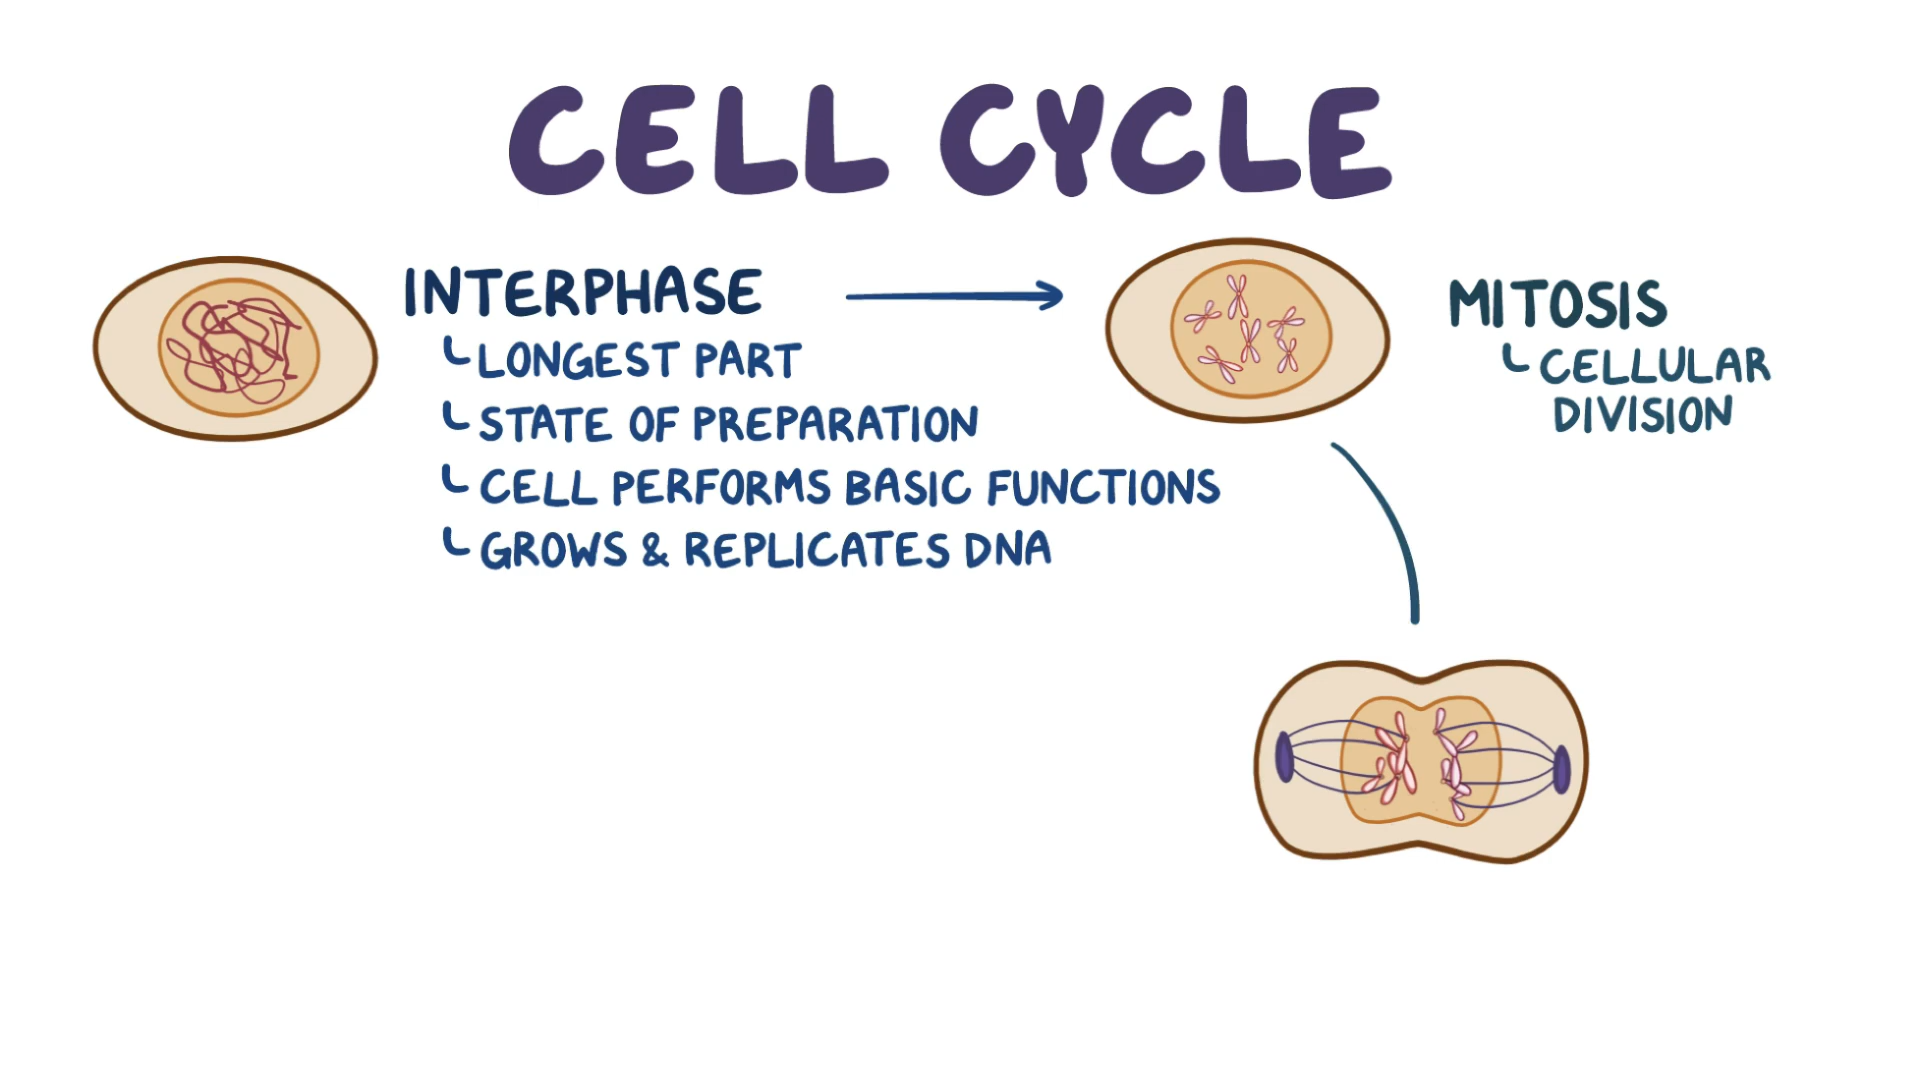 CELL CYCLE
INTERPHASE
LONGEST PART
STATE OF PREPARATION
CELL PERFORMS BASIC FUNCTIONS
GROWS & REPLICATES DNA
MITOSIS
CELLULAR
DIVISION